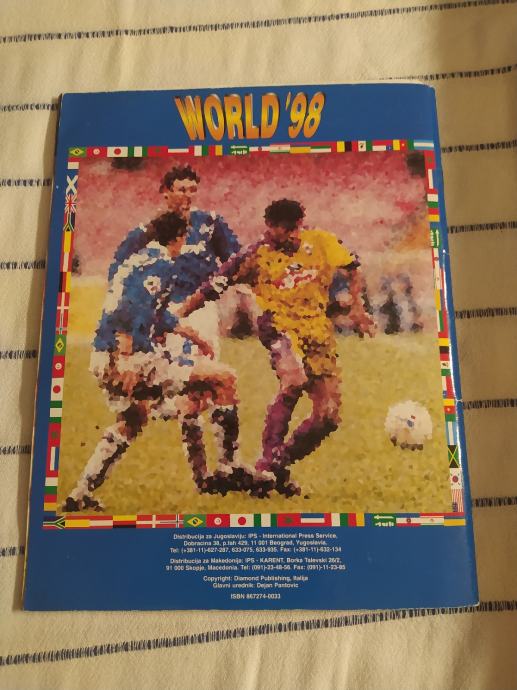 WORLD '98
Distribucija za Jugoslaviju: IPS - International Press Service,
Dobracina 38, p.fah 429, 11 001 Beograd, Yugoslavia.
Tel: (+381-11)-627-287, 633-075, 633-935. Fax: (+381-11)-632-134
Distribucija za Makedoniju: IPS - KARENT, Borka Talevski 26/2,
91 000 Skopje, Macedonia. Tel: (091)-23-48-56. Fax: (091)-11-23-85
Copyright: Diamond Publishing, Italija
Glavni urednik: Dejan Pantovic
ISBN 867274-0033